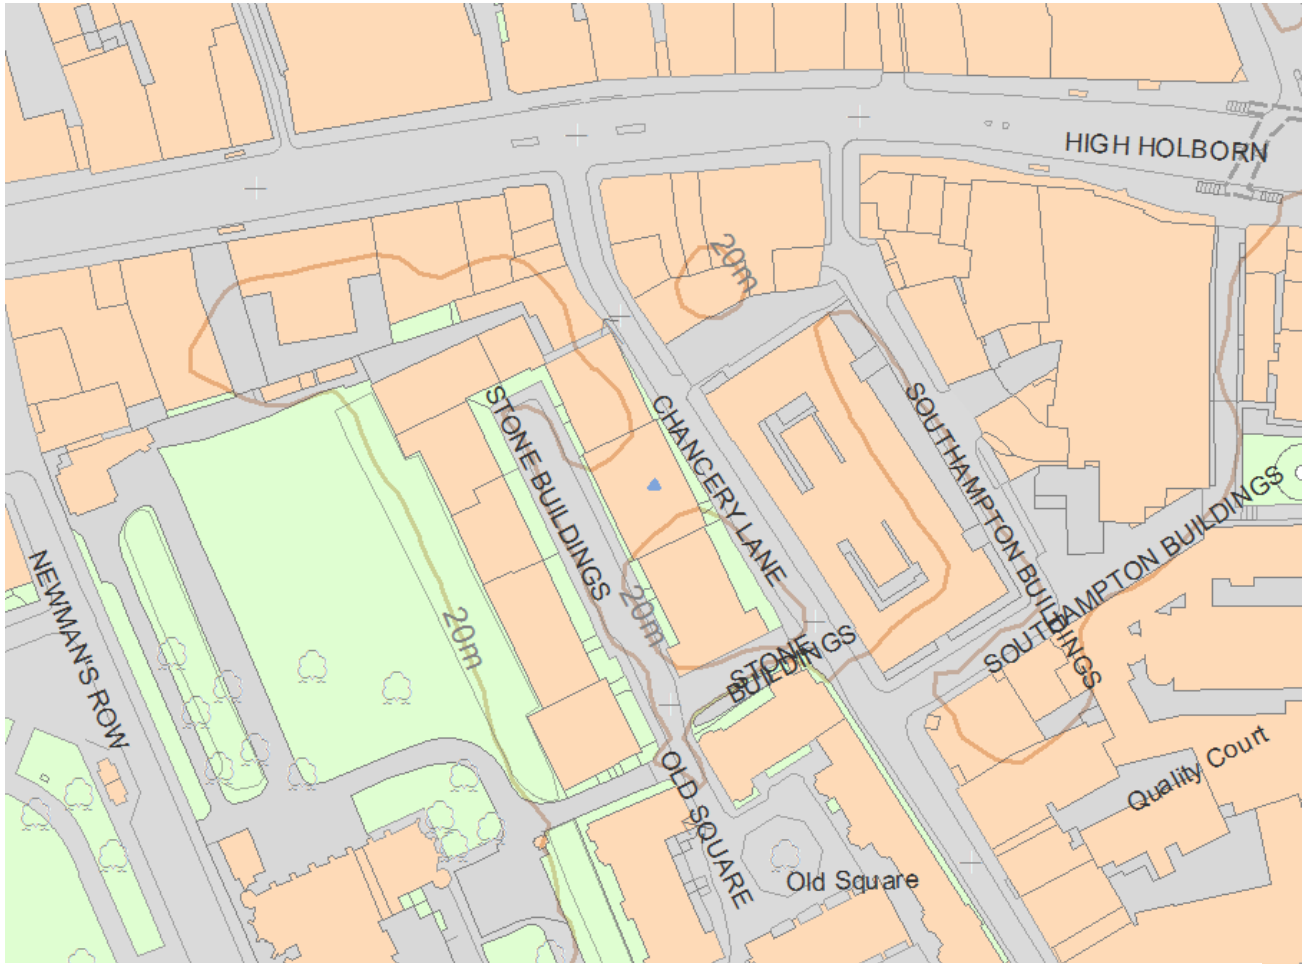 HIGH HOLBORN
20m
STONE BUILDINGS
CHANCERY LANE
SOUTHAMPTON BUILDINGS
SOUTHAMPTON BUILDINGS
NEWMAN'S ROW
20m
20m
STONE
BUILDINGS
OLD SQUARE
Quality Court
Old Square